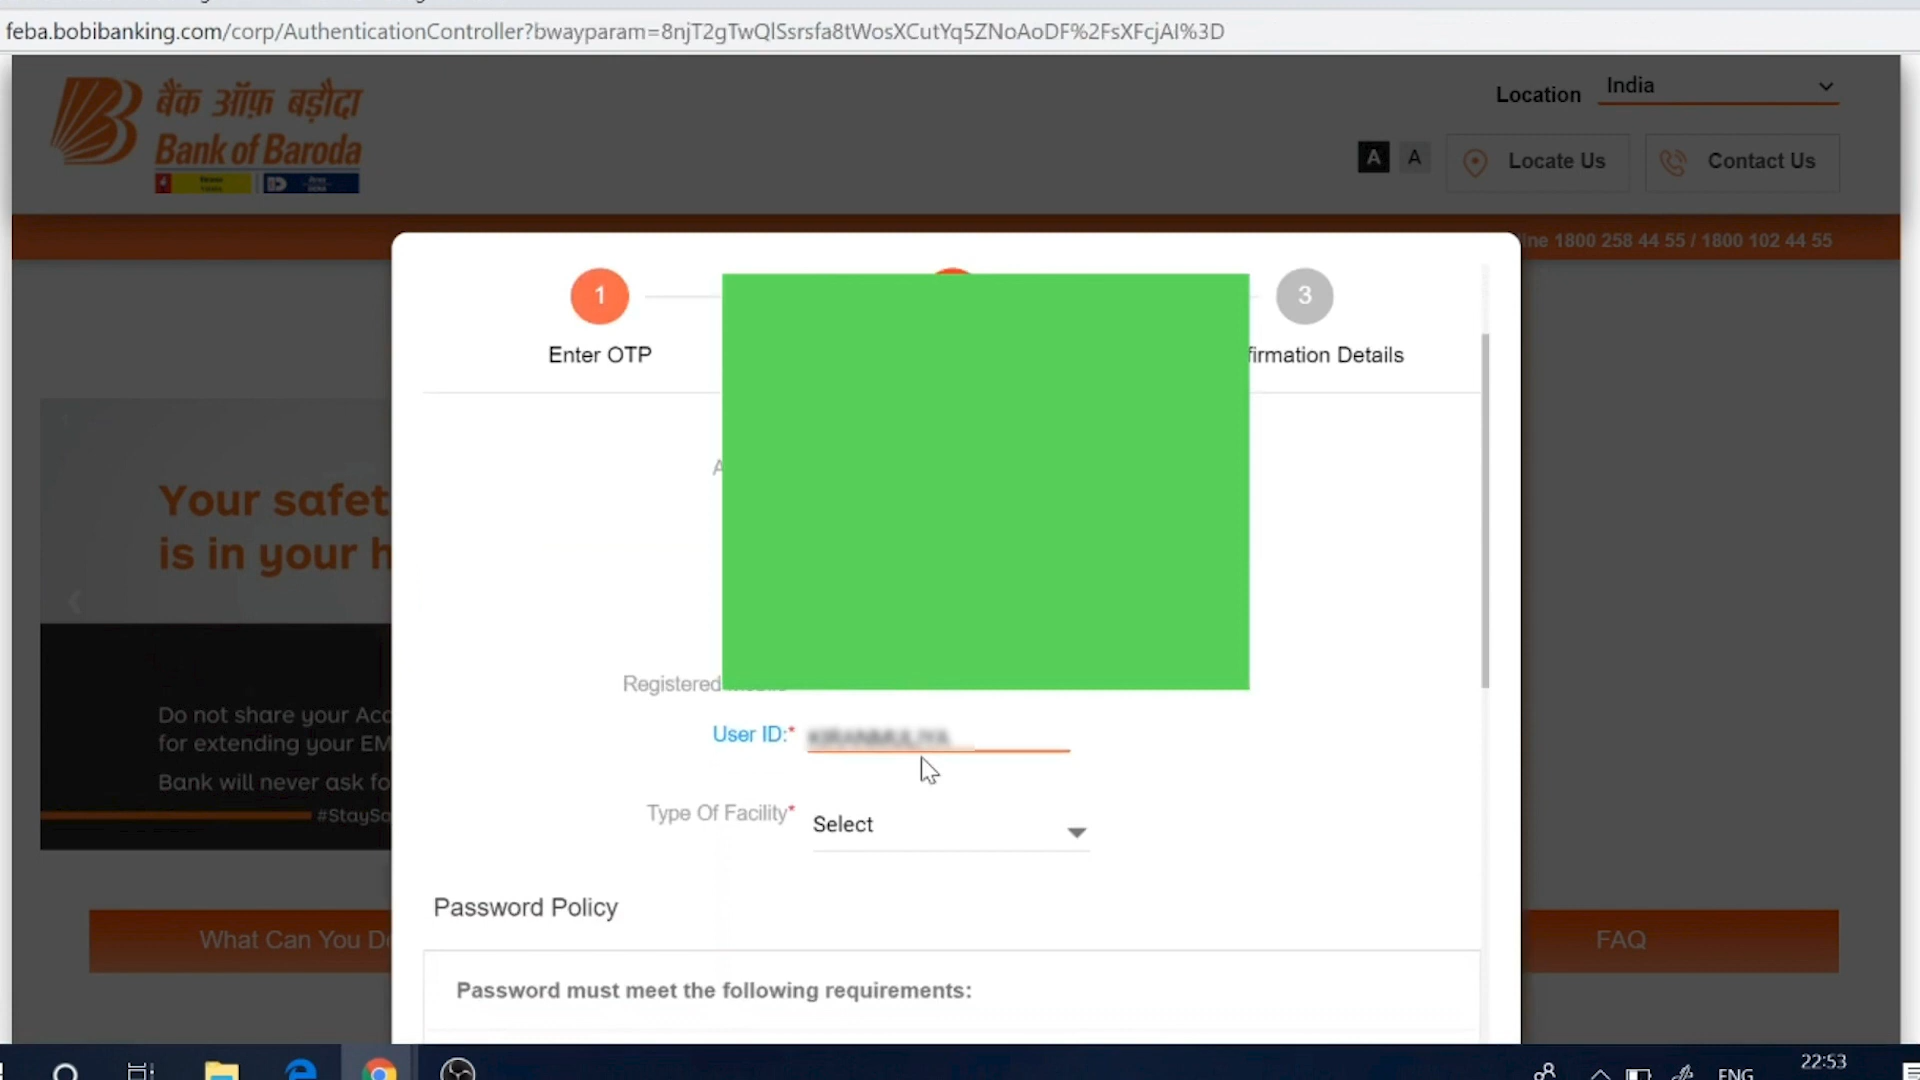 feba.bobibanking.com/corp/AuthenticationController?bwayparam=8njT2gTwQlSsrsfa8tWosXCutYq5ZNoAoDF%2FsXFcjAI%3D
बैंक ऑफ़ बड़ौदा
Bank of Baroda
Location
India
A
A
Locate Us
Contact Us
1800 258 44 55 / 1800 102 44 55
1
3
Enter OTP
firmation Details
Your safet
is in your h
A
Registered
User ID:*
Type Of Facility*
Select
Do not share your Acc
for extending your EM
Bank will never ask fo
#StaySa
Password Policy
What Can You Do
FAQ
Password must meet the following requirements:
ENG
22:53